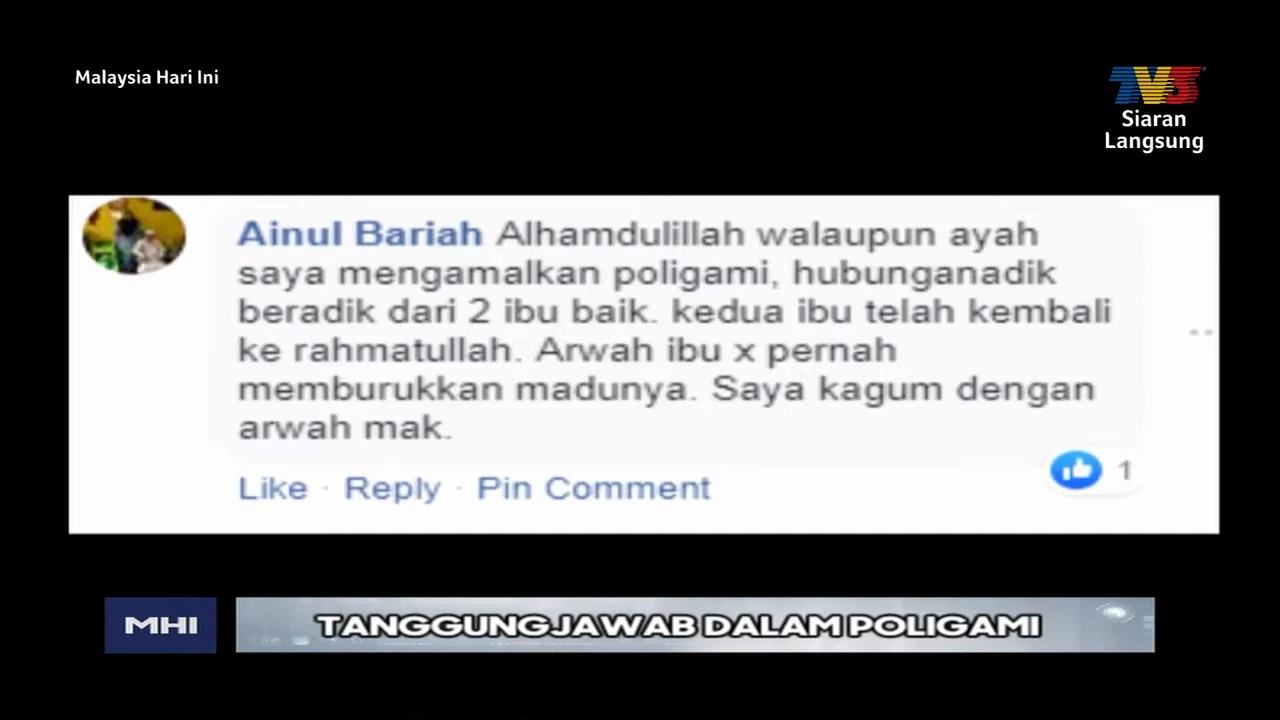 Malaysia Hari Ini
TV3
Siaran
Langsung
Ainul Bariah Alhamdulillah walaupun ayah
saya mengamalkan poligami, hubunganadik
beradik dari 2 ibu baik. kedua ibu telah kembali
ke rahmatullah. Arwah ibu x pernah
memburukkan madunya. Saya kagum dengan
arwah mak.
Like · Reply · Pin Comment
1
MHI
TANGGUNGJAWAB DALAM POLIGAMI